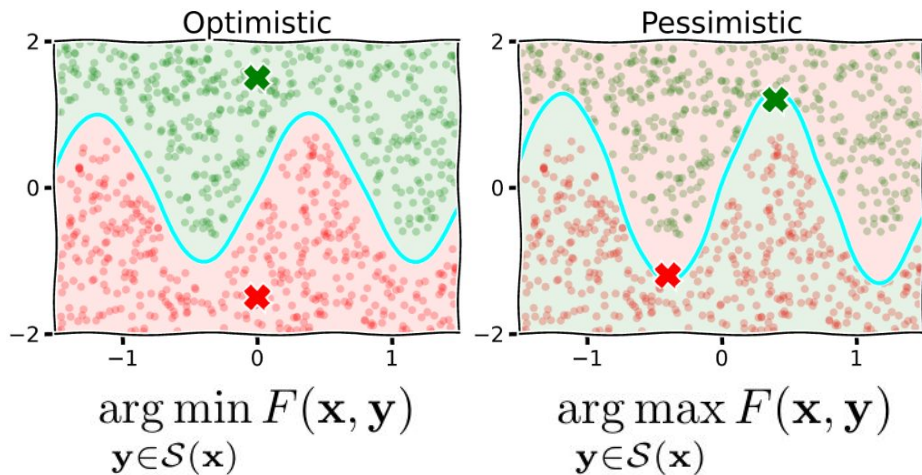 Optimistic
2
0
−2
−1
0
1
arg min F(x, y)
y∈S(x)
Pessimistic
2
0
−2
−1
0
1
arg max F(x, y)
y∈S(x)